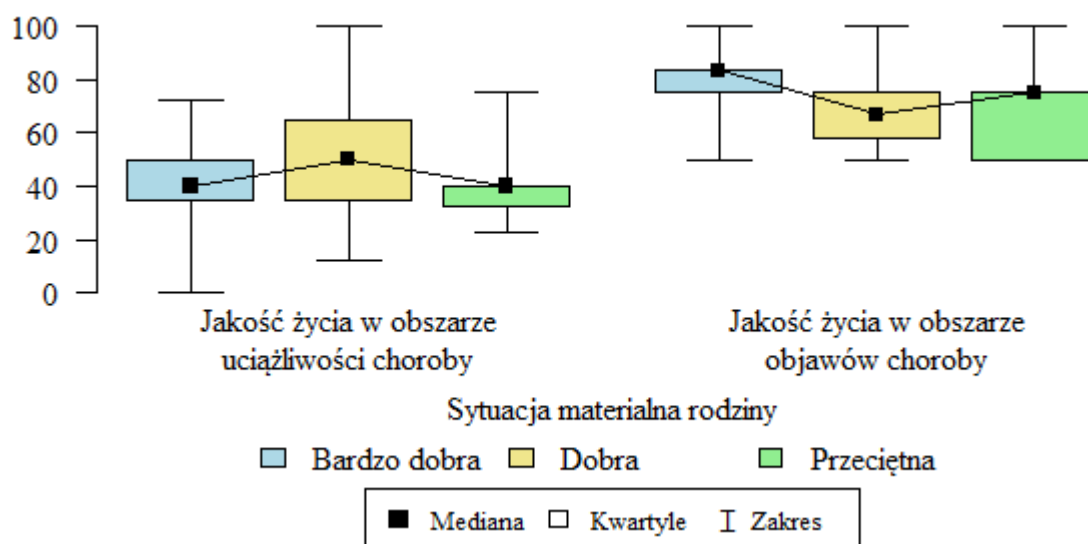 100
80
60
40
20
0
Jakość życia w obszarze
uciążliwości choroby
Jakość życia w obszarze
objawów choroby
Sytuacja materialna rodziny
Bardzo dobra Dobra Przeciętna
Mediana Kwartyle Zakres